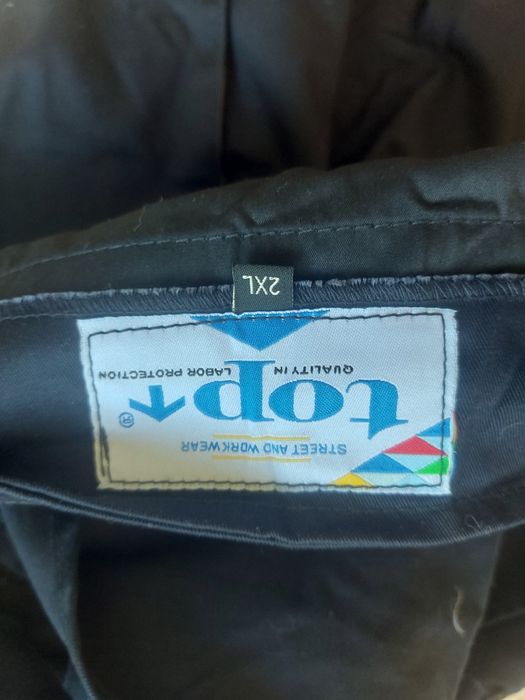 STREET AND WORKWEAR
top
®
QUALITY IN
LABOR PROTECTION
2XL